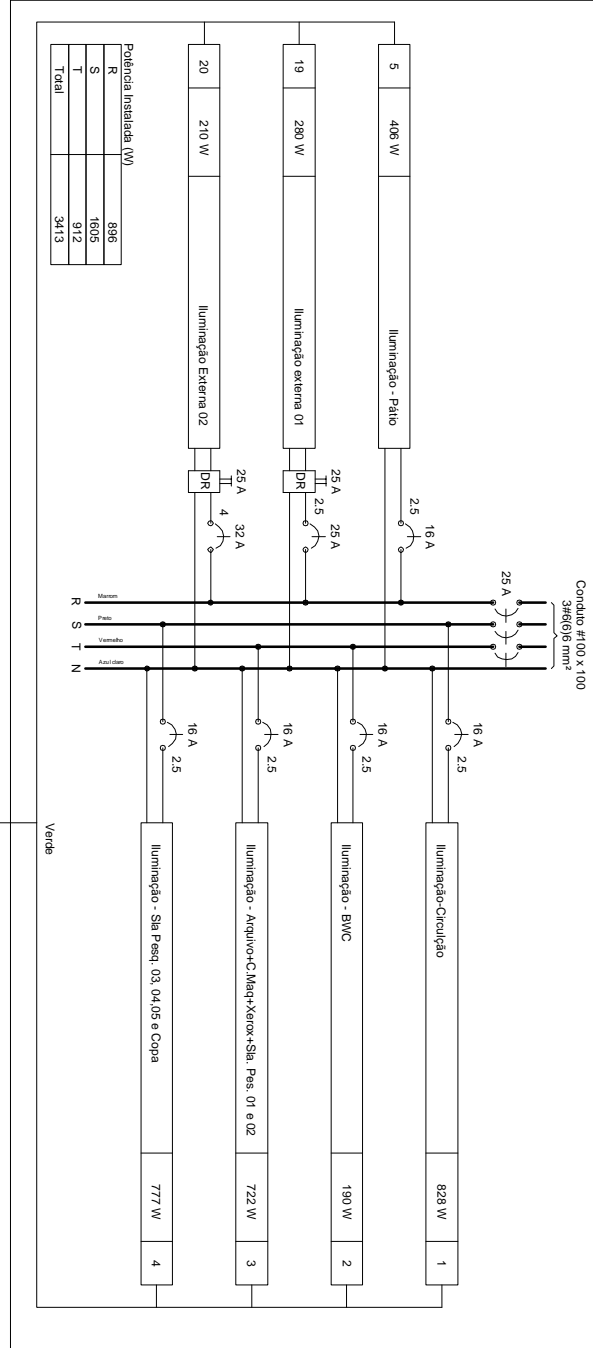 Conduto #100 x 100
3#6(6)6 mm²
25 A
R
Marrom
S
Preto
T
Vermelho
N
Azul claro
5
406 W
Iluminação - Pátio
2.5
16 A
19
280 W
Iluminação externa 01
DR
25 A
2.5
25 A
20
210 W
Iluminação Externa 02
DR
25 A
4
32 A
16 A
2.5
Iluminação-Circulção
828 W
1
16 A
2.5
Iluminação - BWC
190 W
2
16 A
2.5
Iluminação - Arquivo+C.Maq+Xerox+Sla. Pes. 01 e 02
722 W
3
16 A
2.5
Iluminação - Sla Pesq. 03, 04,05 e Copa
777 W
4
Potência Instalada (W)
R 896
S 1605
T 912
Total 3413
Verde